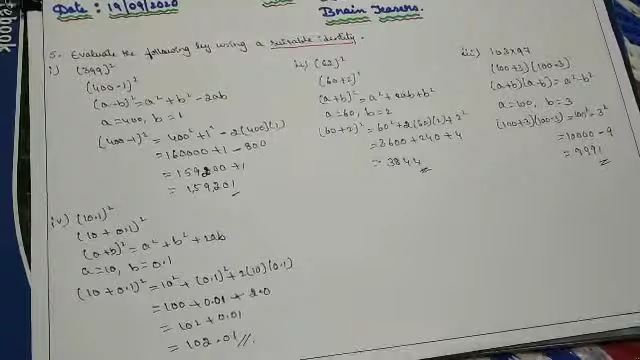 Date : 19/09/2020
Brain Teasers.
5. Evaluate the following by using a suitable identity.
i) (399)²
(400-1)²
(a-b)² = a² + b² - 2ab
a = 400, b = 1
(400-1)² = 400² + 1² - 2(400)(1)
= 160000 + 1 - 800
= 159200 + 1
= 1,59201
ii) (62)²
(60+2)²
(a+b)² = a² + 2ab + b²
a = 60, b = 2
(60+2)² = 60² + 2(60)(2) + 2²
= 3600 + 240 + 4
= 3844
iii) 103×97
(100+3)(100-3)
(a+b)(a-b) = a² - b²
a = 100, b = 3
(100+3)(100-3) = 100² - 3²
= 10000 - 9
= 9991
iv) (10.1)²
(10 + 0.1)²
(a+b)² = a² + b² + 2ab
a = 10, b = 0.1
(10 + 0.1)² = 10² + (0.1)² + 2(10)(0.1)
= 100 + 0.01 + 2.0
= 102 + 0.01
= 102.01